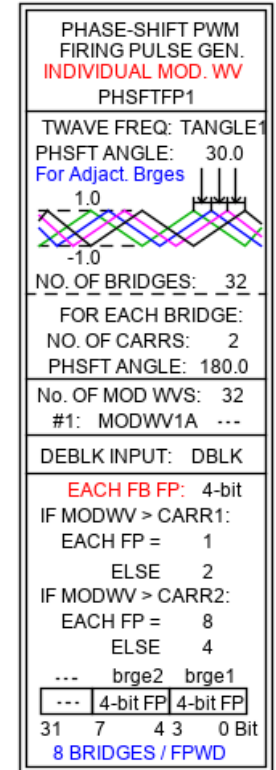 PHASE-SHIFT PWM
FIRING PULSE GEN.
INDIVIDUAL MOD. WV
PHSFTFP1
TWAVE FREQ: TANGLE1
PHSFT ANGLE: 30.0
For Adjact. Brges
1.0
-1.0
NO. OF BRIDGES: 32
FOR EACH BRIDGE:
NO. OF CARRS: 2
PHSFT ANGLE: 180.0
No. OF MOD WVS: 32
#1: MODWV1A ---
DEBLK INPUT: DBLK
EACH FB FP: 4-bit
IF MODWV > CARR1:
EACH FP = 1
ELSE 2
IF MODWV > CARR2:
EACH FP = 8
ELSE 4
--- brge2 brge1
--- 4-bit FP 4-bit FP
31 7 4 3 0 Bit
8 BRIDGES / FPWD